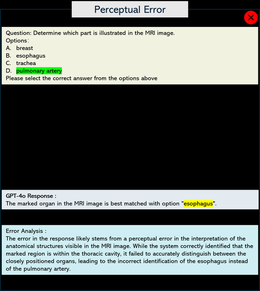 Perceptual Error
Question: Determine which part is illustrated in the MRI image.
Options:
A. breast
B. esophagus
C. trachea
D. pulmonary artery
Please select the correct answer from the options above
GPT-4o Response :
The marked organ in the MRI image is best matched with option "esophagus".
Error Analysis :
The error in the response likely stems from a perceptual error in the interpretation of the
anatomical structures visible in the MRI image. While the system correctly identified that the
marked region is within the thoracic cavity, it failed to accurately distinguish between the
closely positioned organs, leading to the incorrect identification of the esophagus instead
of the pulmonary artery.